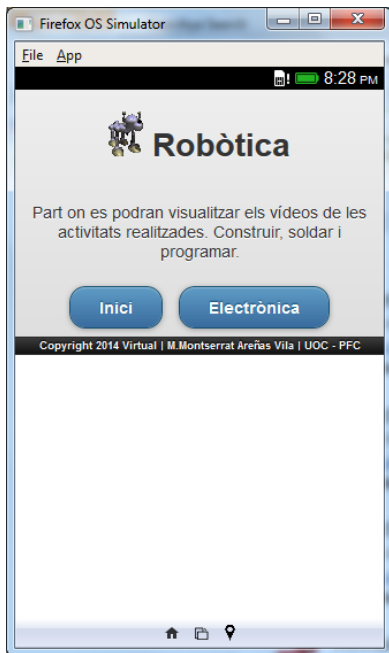 Firefox OS Simulator
File App
8:28 PM
Robòtica
Part on es podran visualitzar els vídeos de les
activitats realitzades. Construir, soldar i
programar.
Inici Electrònica
Copyright 2014 Virtual | M.Montserrat Areñas Vila | UOC - PFC